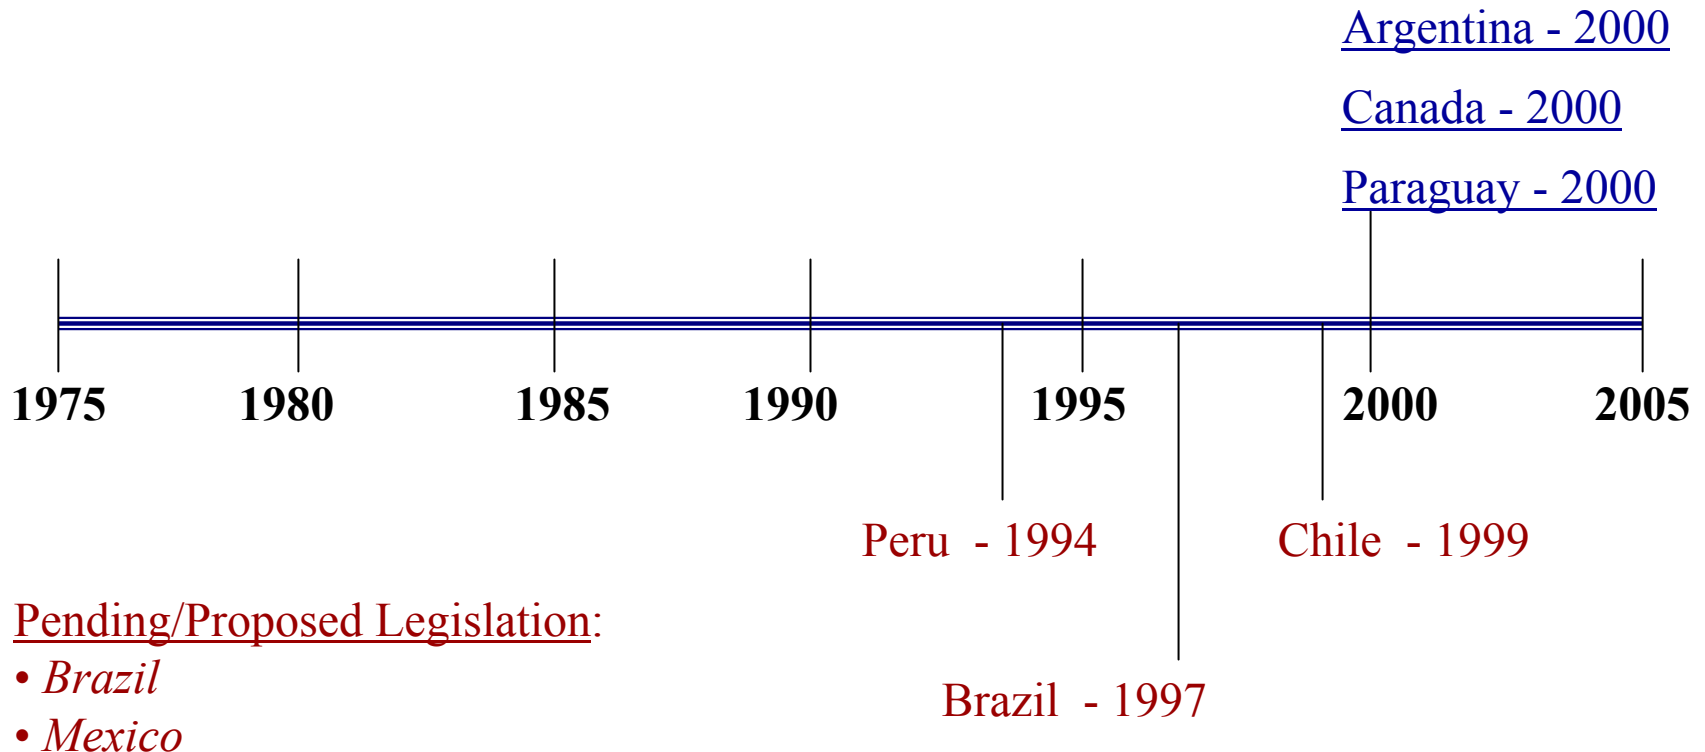 Argentina - 2000
Canada - 2000
Paraguay - 2000
1975 1980 1985 1990 1995 2000 2005
Peru - 1994 Chile - 1999
Pending/Proposed Legislation:
• Brazil
Brazil - 1997
• Mexico